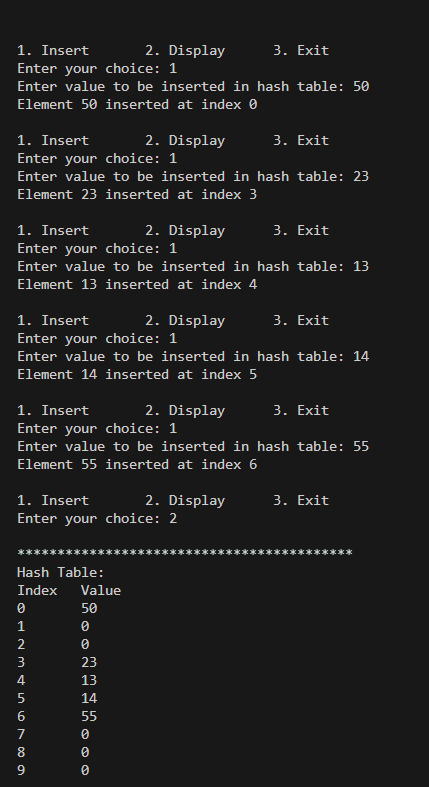 1. Insert       2. Display      3. Exit
Enter your choice: 1
Enter value to be inserted in hash table: 50
Element 50 inserted at index 0
1. Insert       2. Display      3. Exit
Enter your choice: 1
Enter value to be inserted in hash table: 23
Element 23 inserted at index 3
1. Insert       2. Display      3. Exit
Enter your choice: 1
Enter value to be inserted in hash table: 13
Element 13 inserted at index 4
1. Insert       2. Display      3. Exit
Enter your choice: 1
Enter value to be inserted in hash table: 14
Element 14 inserted at index 5
1. Insert       2. Display      3. Exit
Enter your choice: 1
Enter value to be inserted in hash table: 55
Element 55 inserted at index 6
1. Insert       2. Display      3. Exit
Enter your choice: 2
******************************************
Hash Table:
Index   Value
0       50
1       0
2       0
3       23
4       13
5       14
6       55
7       0
8       0
9       0